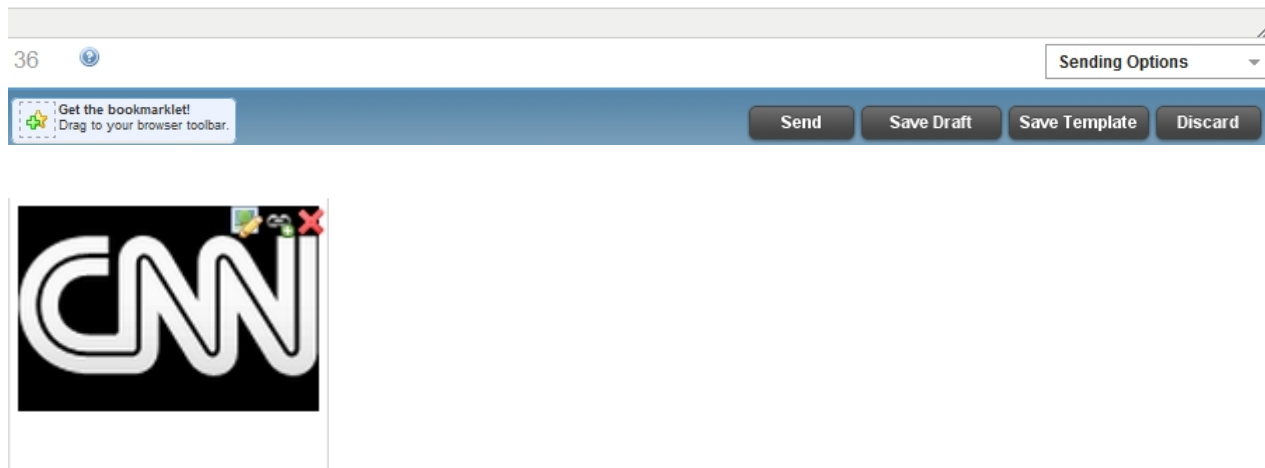 36
Sending Options
Get the bookmarklet!
Drag to your browser toolbar.
Send
Save Draft
Save Template
Discard
CNN